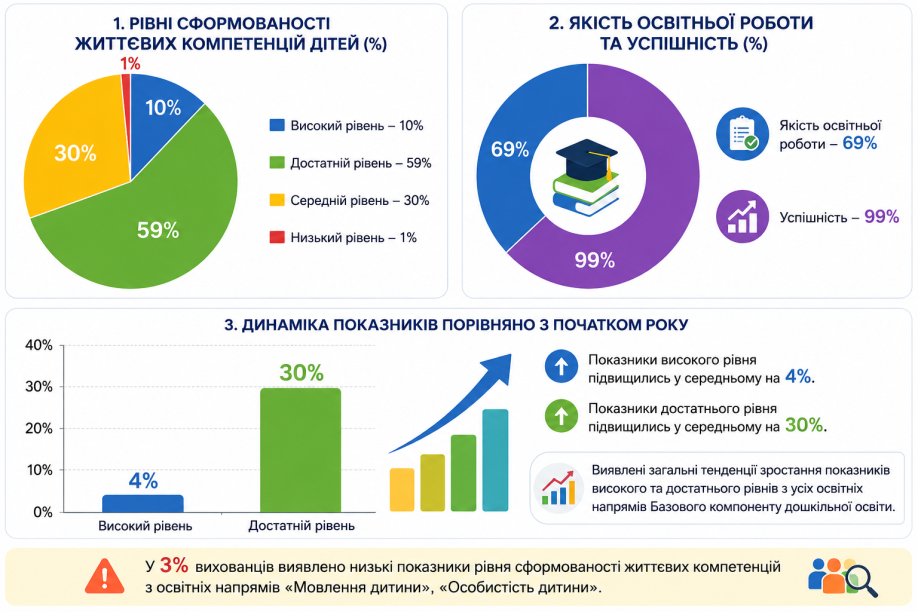 1. РІВНІ СФОРМОВАНОСТІ
ЖИТТЄВИХ КОМПЕТЕНЦІЙ ДІТЕЙ (%)
1%
10%
30%
59%
Високий рівень – 10%
Достатній рівень – 59%
Середній рівень – 30%
Низький рівень – 1%
2. ЯКІСТЬ ОСВІТНЬОЇ РОБОТИ
ТА УСПІШНІСТЬ (%)
69%
99%
Якість освітньої
роботи – 69%
Успішність – 99%
3. ДИНАМІКА ПОКАЗНИКІВ ПОРІВНЯНО З ПОЧАТКОМ РОКУ
40%
30%
20%
10%
0%
4%
30%
Високий рівень
Достатній рівень
Показники високого рівня
підвищились у середньому на 4%.
Показники достатнього рівня
підвищились у середньому на 30%.
Виявлені загальні тенденції зростання показників
високого та достатнього рівнів з усіх освітніх
напрямів Базового компоненту дошкільної освіти.
У 3% вихованців виявлено низькі показники рівня сформованості життєвих компетенцій
з освітніх напрямів «Мовлення дитини», «Особистість дитини».